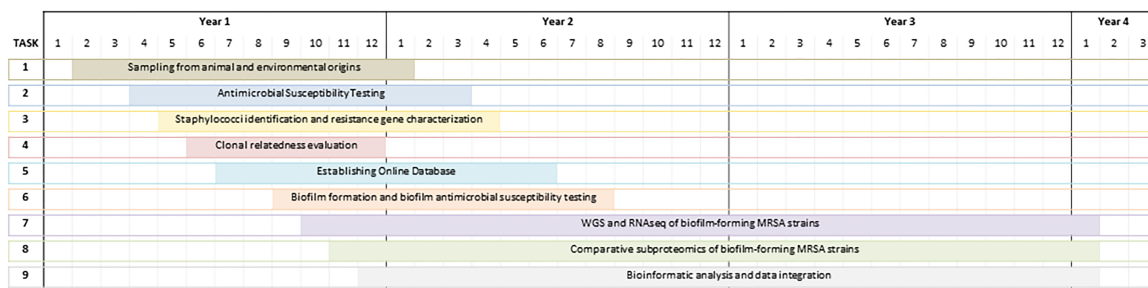 Year 1 Year 2 Year 3 Year 4
TASK 1 2 3 4 5 6 7 8 9 10 11 12 1 2 3 4 5 6 7 8 9 10 11 12 1 2 3 4 5 6 7 8 9 10 11 12 1 2 3
1 Sampling from animal and environmental origins
2 Antimicrobial Susceptibility Testing
3 Staphylococci identification and resistance gene characterization
4 Clonal relatedness evaluation
5 Establishing Online Database
6 Biofilm formation and biofilm antimicrobial susceptibility testing
7 WGS and RNAseq of biofilm-forming MRSA strains
8 Comparative subproteomics of biofilm-forming MRSA strains
9 Bioinformatic analysis and data integration